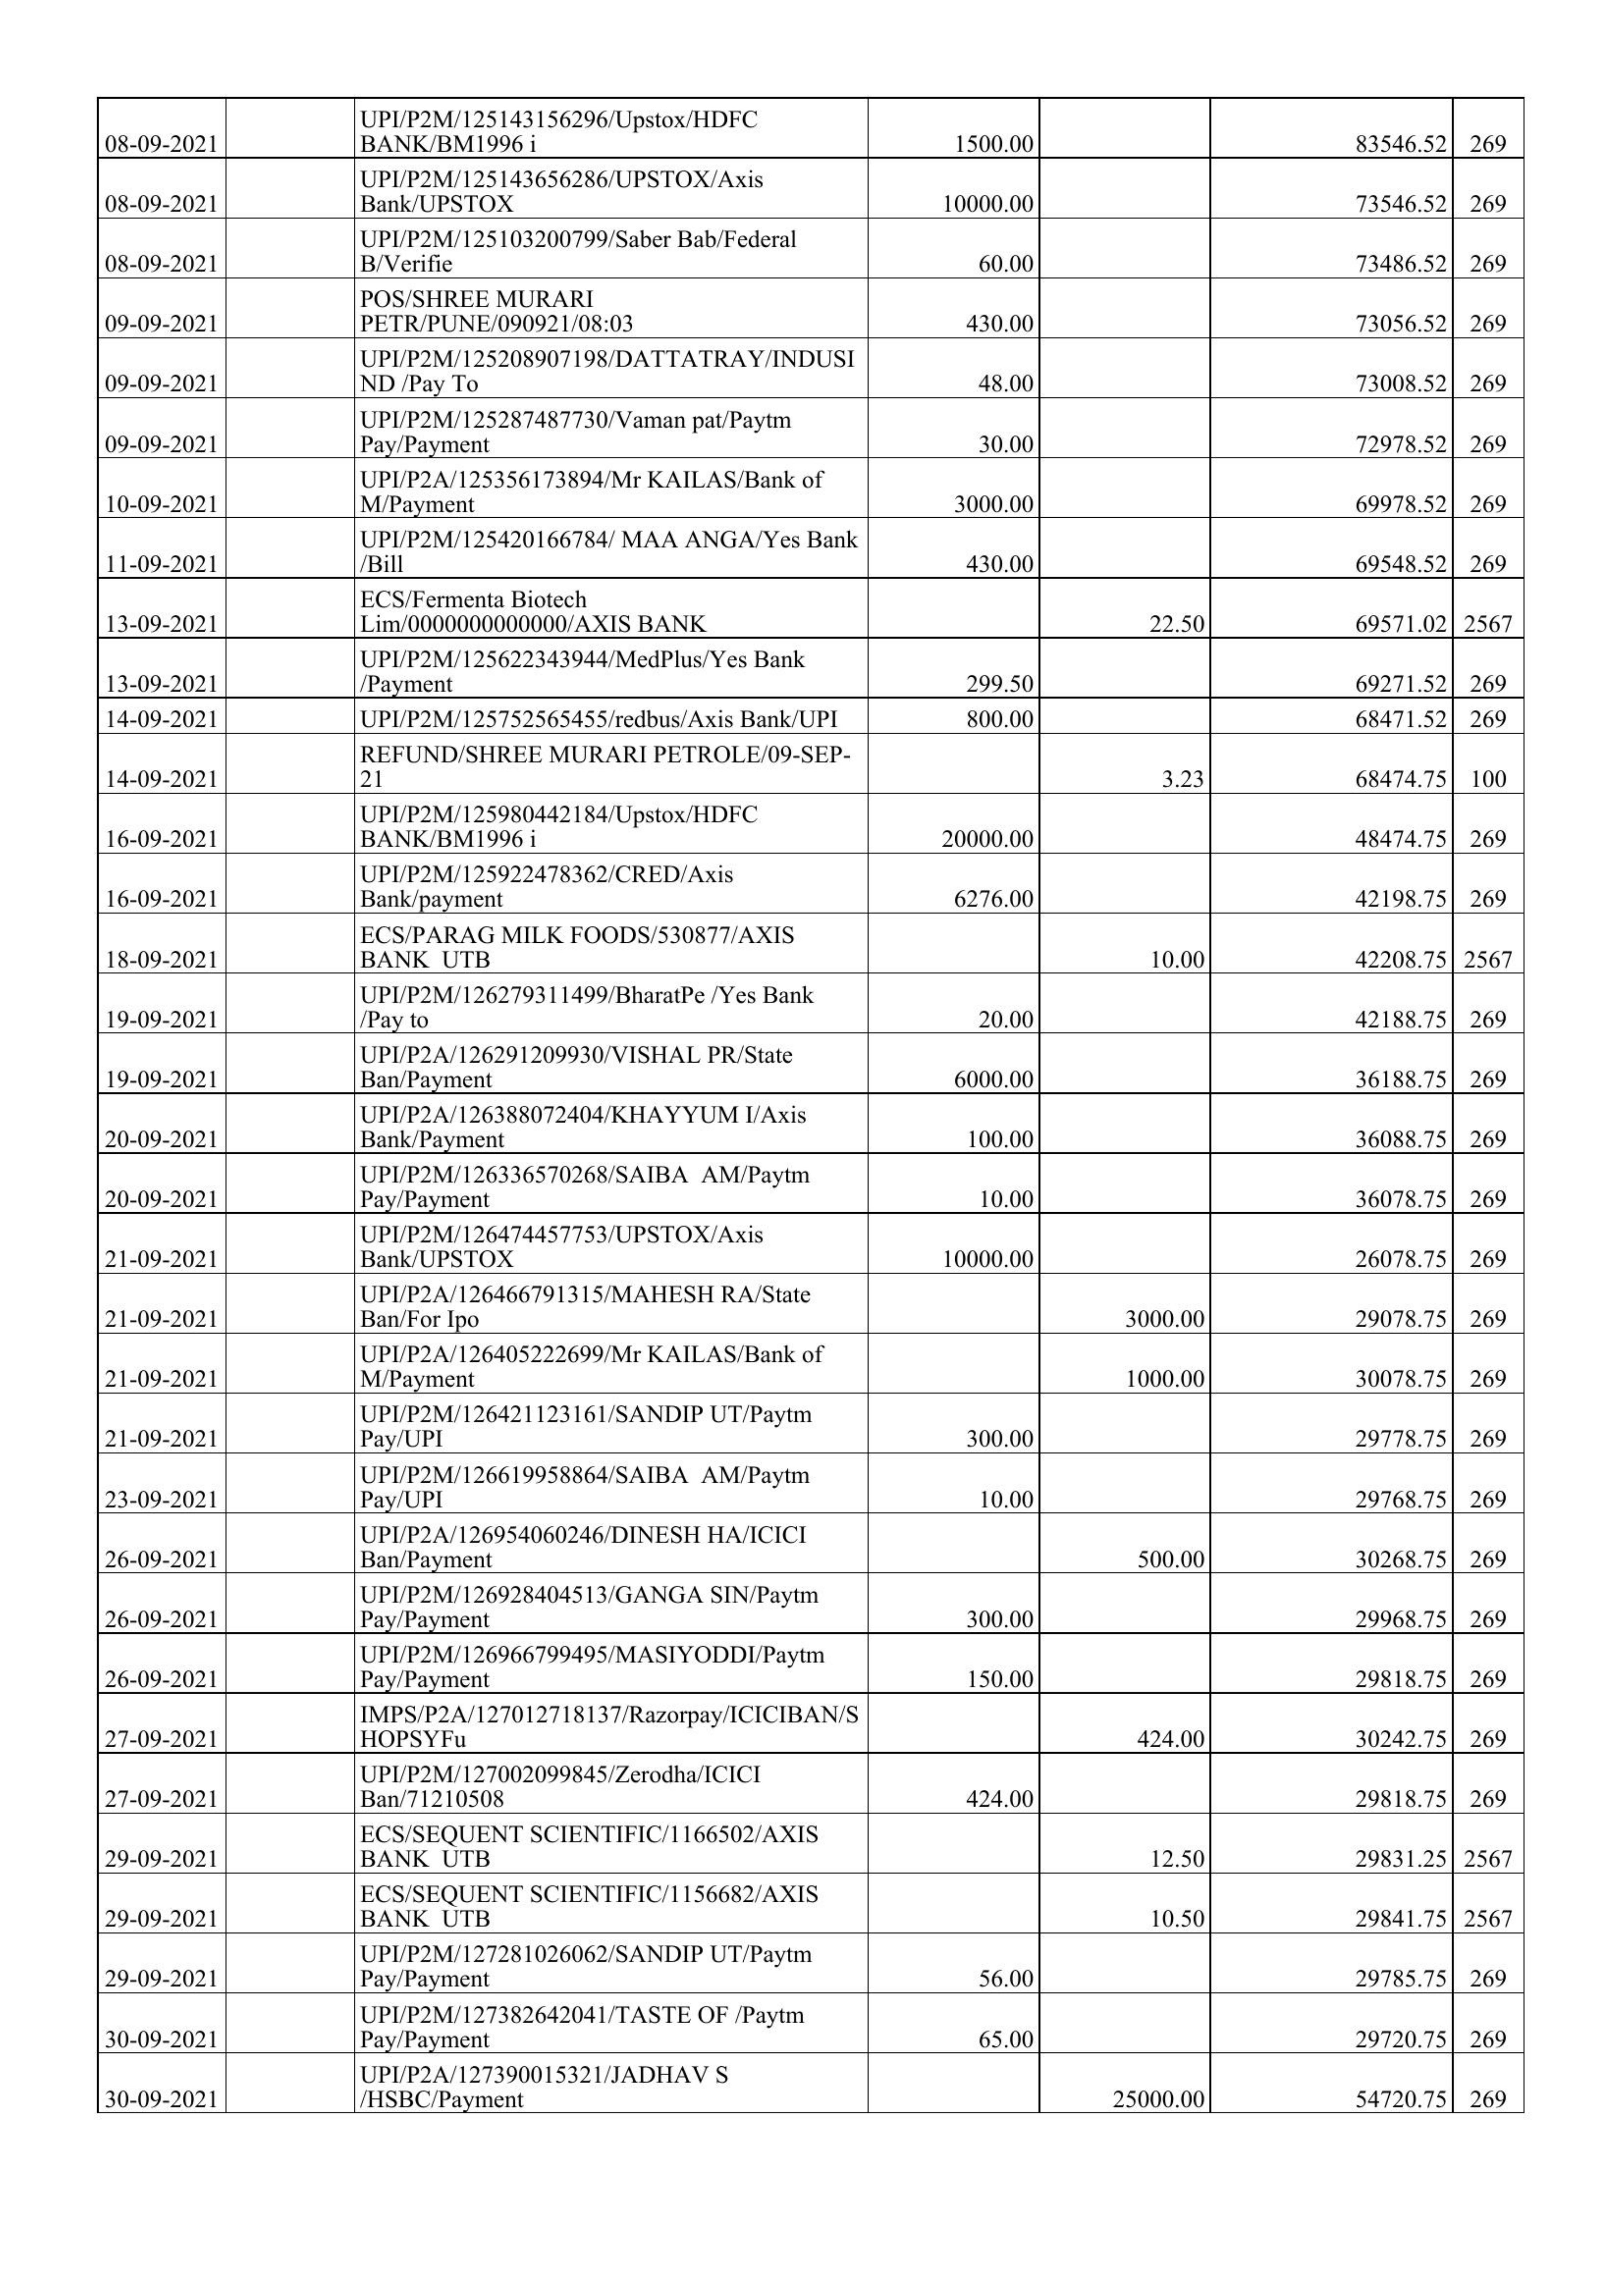 UPI/P2M/125143156296/Upstox/HDFC
08-09-2021 BANK/BM1996 i 1500.00 83546.52 269
UPI/P2M/125143656286/UPSTOX/Axis
08-09-2021 Bank/UPSTOX 10000.00 73546.52 269
UPI/P2M/125103200799/Saber Bab/Federal
08-09-2021 B/Verifie 60.00 73486.52 269
POS/SHREE MURARI
09-09-2021 PETR/PUNE/090921/08:03 430.00 73056.52 269
UPI/P2M/125208907198/DATTATRAY/INDUSI
09-09-2021 ND /Pay To 48.00 73008.52 269
UPI/P2M/125287487730/Vaman pat/Paytm
09-09-2021 Pay/Payment 30.00 72978.52 269
UPI/P2A/125356173894/Mr KAILAS/Bank of
10-09-2021 M/Payment 3000.00 69978.52 269
UPI/P2M/125420166784/ MAA ANGA/Yes Bank
11-09-2021 /Bill 430.00 69548.52 269
ECS/Fermenta Biotech
13-09-2021 Lim/0000000000000/AXIS BANK 22.50 69571.02 2567
UPI/P2M/125622343944/MedPlus/Yes Bank
13-09-2021 /Payment 299.50 69271.52 269
14-09-2021 UPI/P2M/125752565455/redbus/Axis Bank/UPI 800.00 68471.52 269
REFUND/SHREE MURARI PETROLE/09-SEP-
14-09-2021 21 3.23 68474.75 100
UPI/P2M/125980442184/Upstox/HDFC
16-09-2021 BANK/BM1996 i 20000.00 48474.75 269
UPI/P2M/125922478362/CRED/Axis
16-09-2021 Bank/payment 6276.00 42198.75 269
ECS/PARAG MILK FOODS/530877/AXIS
18-09-2021 BANK UTB 10.00 42208.75 2567
UPI/P2M/126279311499/BharatPe /Yes Bank
19-09-2021 /Pay to 20.00 42188.75 269
UPI/P2A/126291209930/VISHAL PR/State
19-09-2021 Ban/Payment 6000.00 36188.75 269
UPI/P2A/126388072404/KHAYYUM I/Axis
20-09-2021 Bank/Payment 100.00 36088.75 269
UPI/P2M/126336570268/SAIBA AM/Paytm
20-09-2021 Pay/Payment 10.00 36078.75 269
UPI/P2M/126474457753/UPSTOX/Axis
21-09-2021 Bank/UPSTOX 10000.00 26078.75 269
UPI/P2A/126466791315/MAHESH RA/State
21-09-2021 Ban/For Ipo 3000.00 29078.75 269
UPI/P2A/126405222699/Mr KAILAS/Bank of
21-09-2021 M/Payment 1000.00 30078.75 269
UPI/P2M/126421123161/SANDIP UT/Paytm
21-09-2021 Pay/UPI 300.00 29778.75 269
UPI/P2M/126619958864/SAIBA AM/Paytm
23-09-2021 Pay/UPI 10.00 29768.75 269
UPI/P2A/126954060246/DINESH HA/ICICI
26-09-2021 Ban/Payment 500.00 30268.75 269
UPI/P2M/126928404513/GANGA SIN/Paytm
26-09-2021 Pay/Payment 300.00 29968.75 269
UPI/P2M/126966799495/MASIYODDI/Paytm
26-09-2021 Pay/Payment 150.00 29818.75 269
IMPS/P2A/127012718137/Razorpay/ICICIBAN/S
27-09-2021 HOPSYFu 424.00 30242.75 269
UPI/P2M/127002099845/Zerodha/ICICI
27-09-2021 Ban/71210508 424.00 29818.75 269
ECS/SEQUENT SCIENTIFIC/1166502/AXIS
29-09-2021 BANK UTB 12.50 29831.25 2567
ECS/SEQUENT SCIENTIFIC/1156682/AXIS
29-09-2021 BANK UTB 10.50 29841.75 2567
UPI/P2M/127281026062/SANDIP UT/Paytm
29-09-2021 Pay/Payment 56.00 29785.75 269
UPI/P2M/127382642041/TASTE OF /Paytm
30-09-2021 Pay/Payment 65.00 29720.75 269
UPI/P2A/127390015321/JADHAV S
30-09-2021 /HSBC/Payment 25000.00 54720.75 269